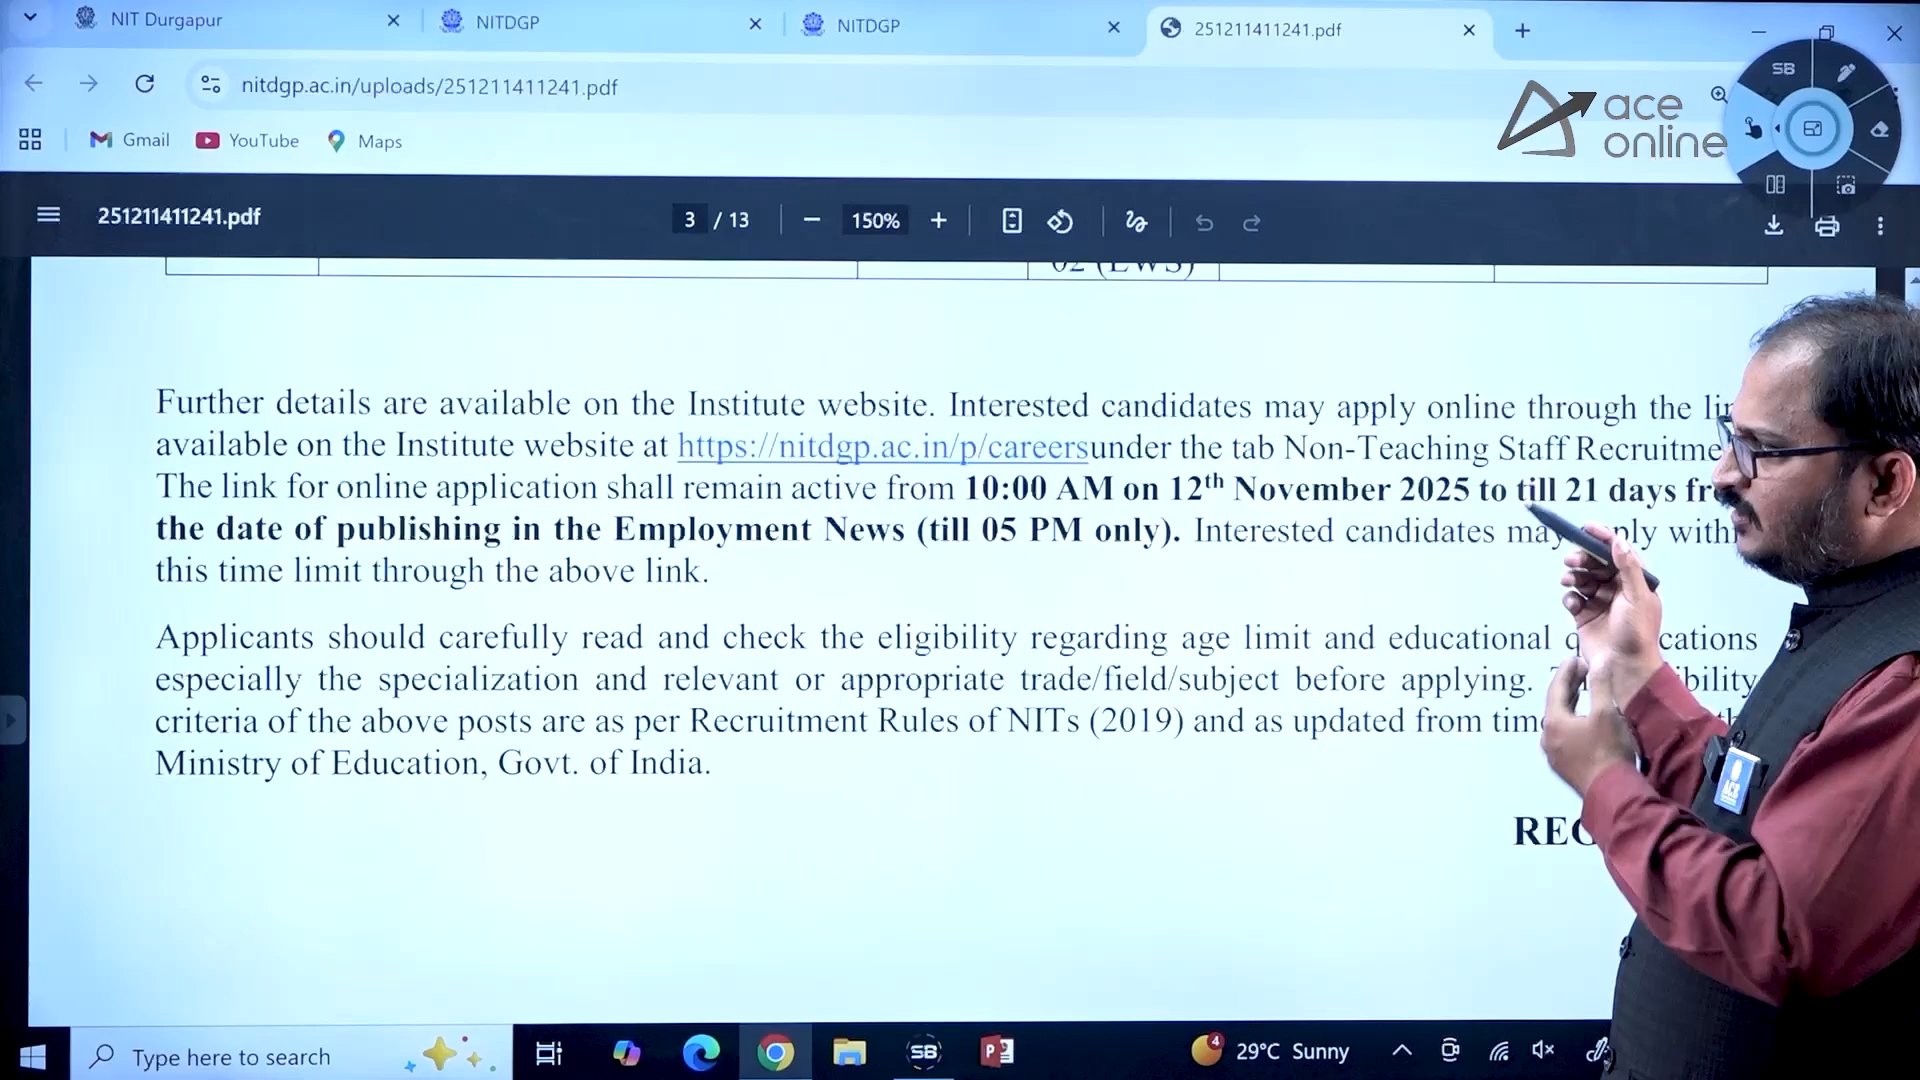 NIT Durgapur
NITDGP
NITDGP
251211411241.pdf
nitdgp.ac.in/uploads/251211411241.pdf
SB
ace
online
Gmail
YouTube
Maps
251211411241.pdf
3 / 13
150%
02 (EWS)
Further details are available on the Institute website. Interested candidates may apply online through the
available on the Institute website at https://nitdgp.ac.in/p/careersunder the tab Non-Teaching Staff
The link for online application shall remain active from 10:00 AM on 12th November 2025 to till 21 days
the date of publishing in the Employment News (till 05 PM only). Interested candidates
this time limit through the above link.
Applicants should carefully read and check the eligibility regarding age limit and educational
especially the specialization and relevant or appropriate trade/field/subject before applying.
criteria of the above posts are as per Recruitment Rules of NITs (2019) and as updated from
Ministry of Education, Govt. of India.
ACE
Type here to search
SB
4
29°C Sunny